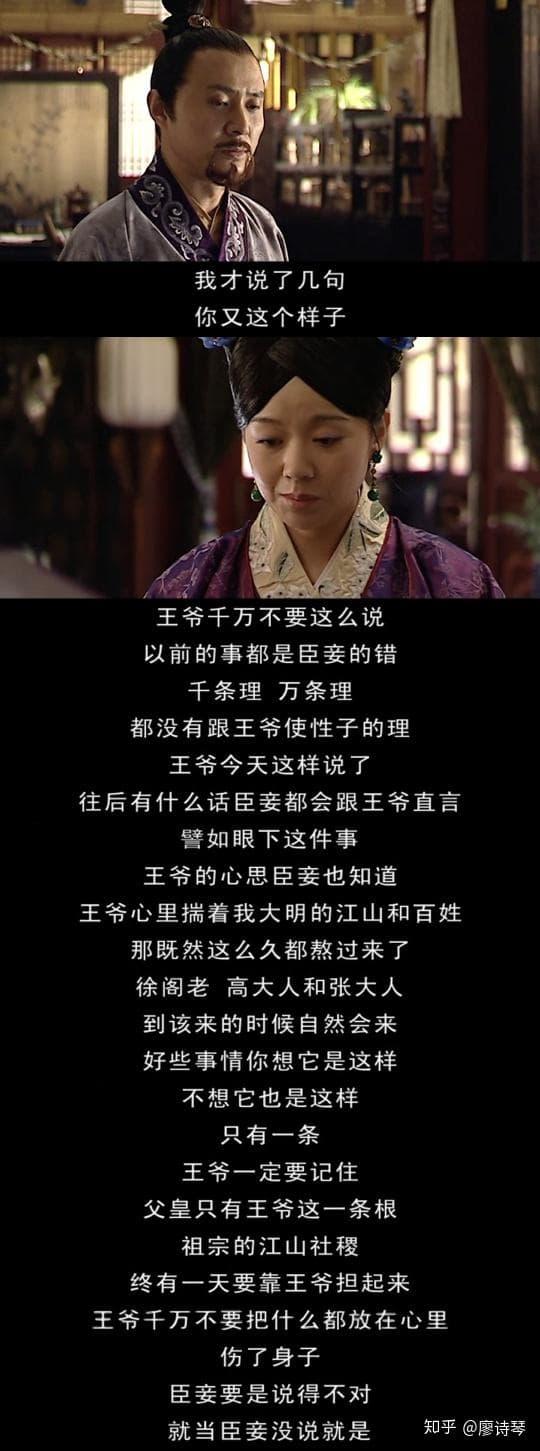 我才说了几句
你又这个样子
王爷千万不要这么说
以前的事都是臣妾的错
千条理 万条理
都没有跟王爷使性子的理
王爷今天这样说了
往后有什么话臣妾都会跟王爷直言
譬如眼下这件事
王爷的心思臣妾也知道
王爷心里揣着我大明的江山和百姓
那既然这么久都熬过来了
徐阁老 高大人和张大人
到该来的时候自然会来
好些事情你想它是这样
不想它也是这样
只有一条
王爷一定要记住
父皇只有王爷这一条根
祖宗的江山社稷
终有一天要靠王爷担起来
王爷千万不要把什么都放在心里
伤了身子
臣妾要是说得不对
就当臣妾没说就是
知乎 @廖诗琴